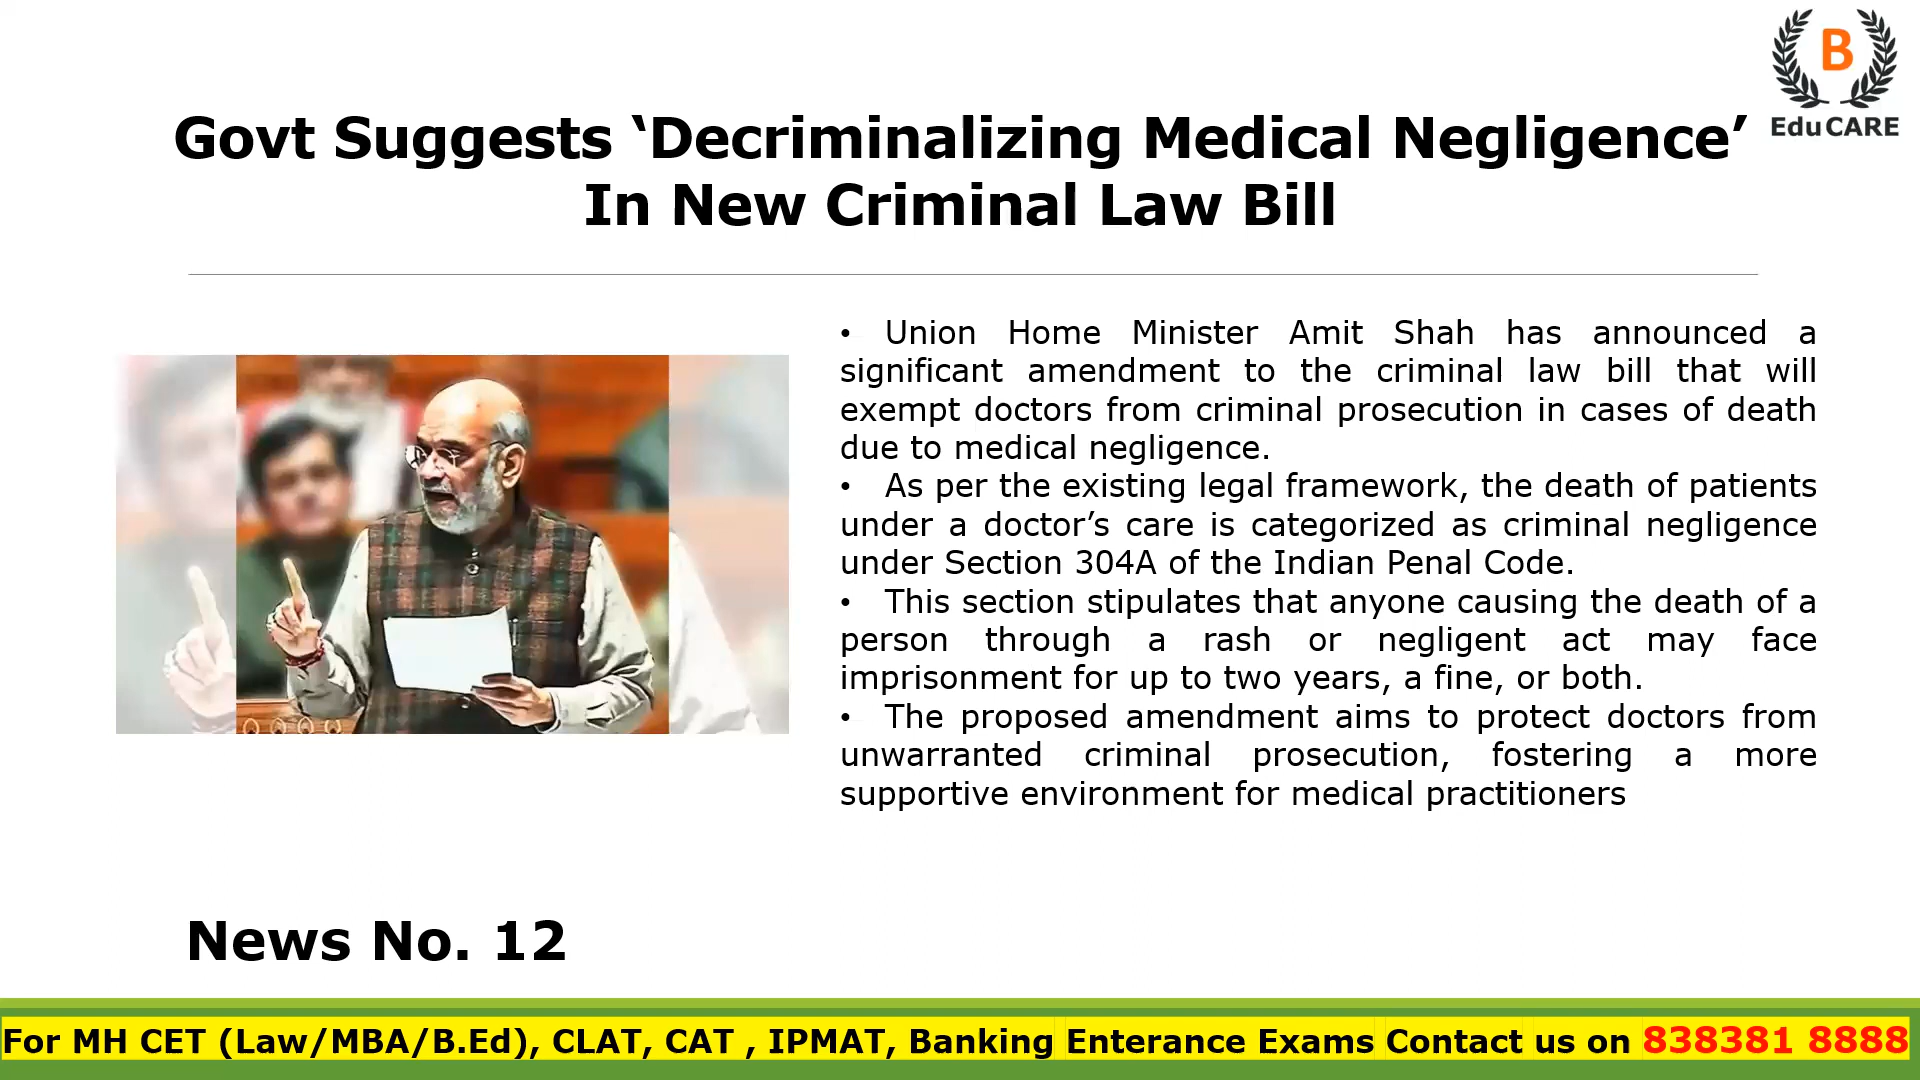 B
EduCARE
Govt Suggests ‘Decriminalizing Medical Negligence’
In New Criminal Law Bill
• Union Home Minister Amit Shah has announced a
significant amendment to the criminal law bill that will
exempt doctors from criminal prosecution in cases of death
due to medical negligence.
• As per the existing legal framework, the death of patients
under a doctor’s care is categorized as criminal negligence
under Section 304A of the Indian Penal Code.
• This section stipulates that anyone causing the death of a
person through a rash or negligent act may face
imprisonment for up to two years, a fine, or both.
• The proposed amendment aims to protect doctors from
unwarranted criminal prosecution, fostering a more
supportive environment for medical practitioners
News No. 12
For MH CET (Law/MBA/B.Ed), CLAT, CAT , IPMAT, Banking Enterance Exams Contact us on 838381 8888